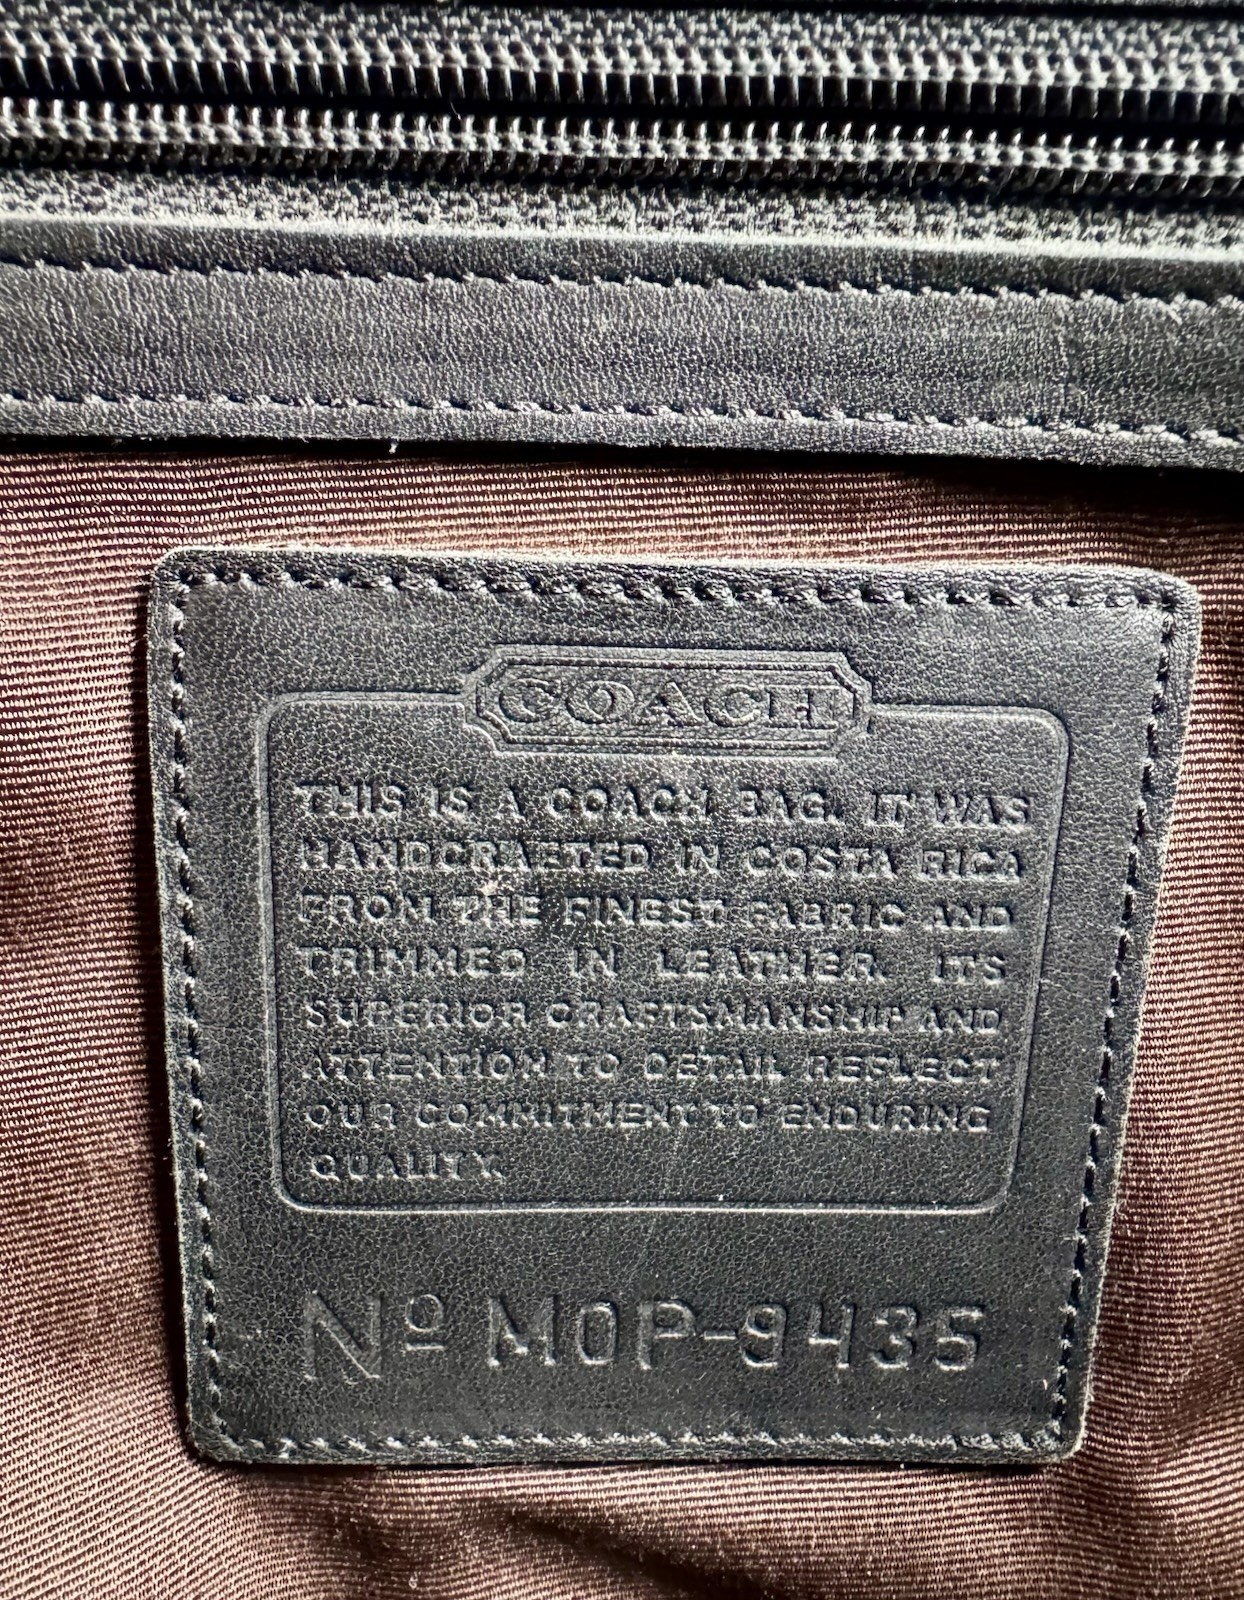 COACH
THIS IS A COACH BAG. IT WAS
HANDCRAFTED IN COSTA RICA
FROM THE FINEST FABRIC AND
TRIMMED IN LEATHER. ITS
SUPERIOR CRAFTSMANSHIP AND
ATTENTION TO DETAIL REFLECT
OUR COMMITMENT TO ENDURING
QUALITY.
Nº MOP-9435